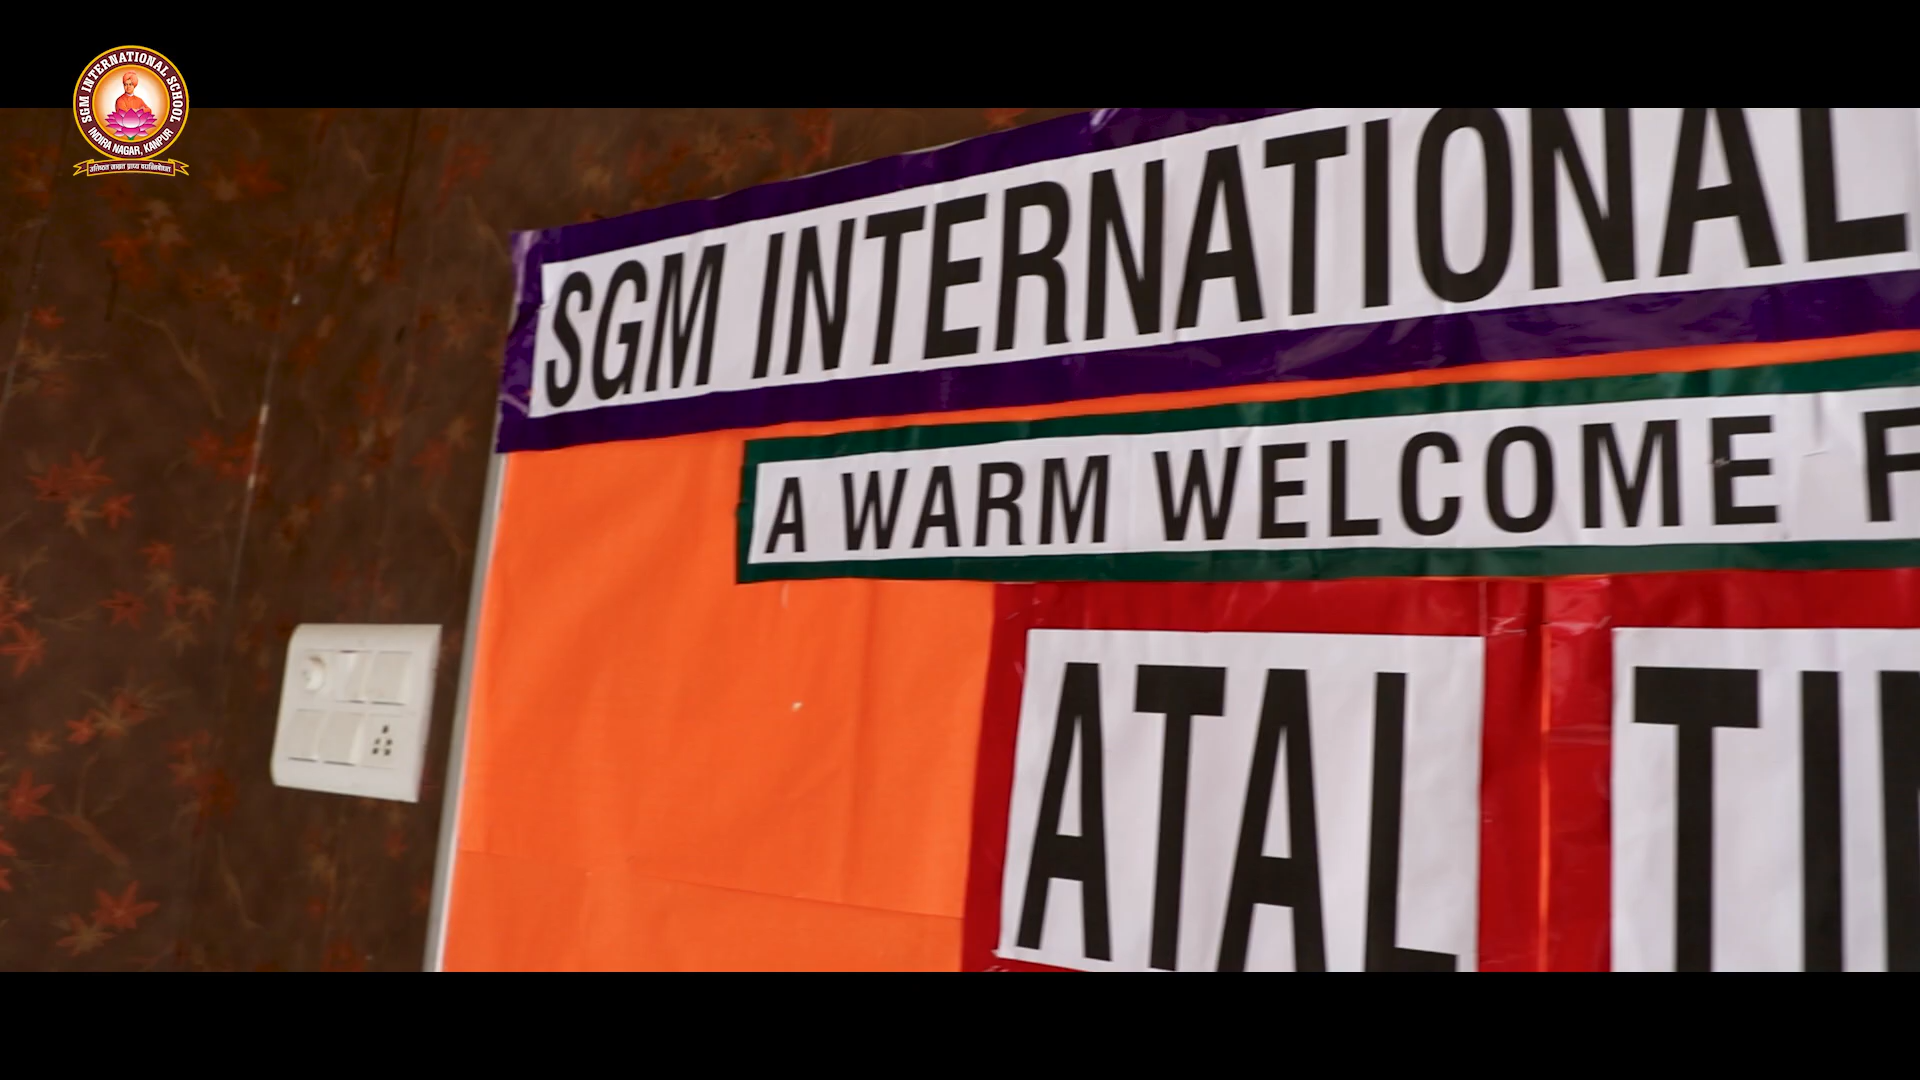 SGM INTERNATIONAL SCHOOL
INDIRA NAGAR, KANPUR
SGM INTERNATIONAL
A WARM WELCOME F
ATAL TI